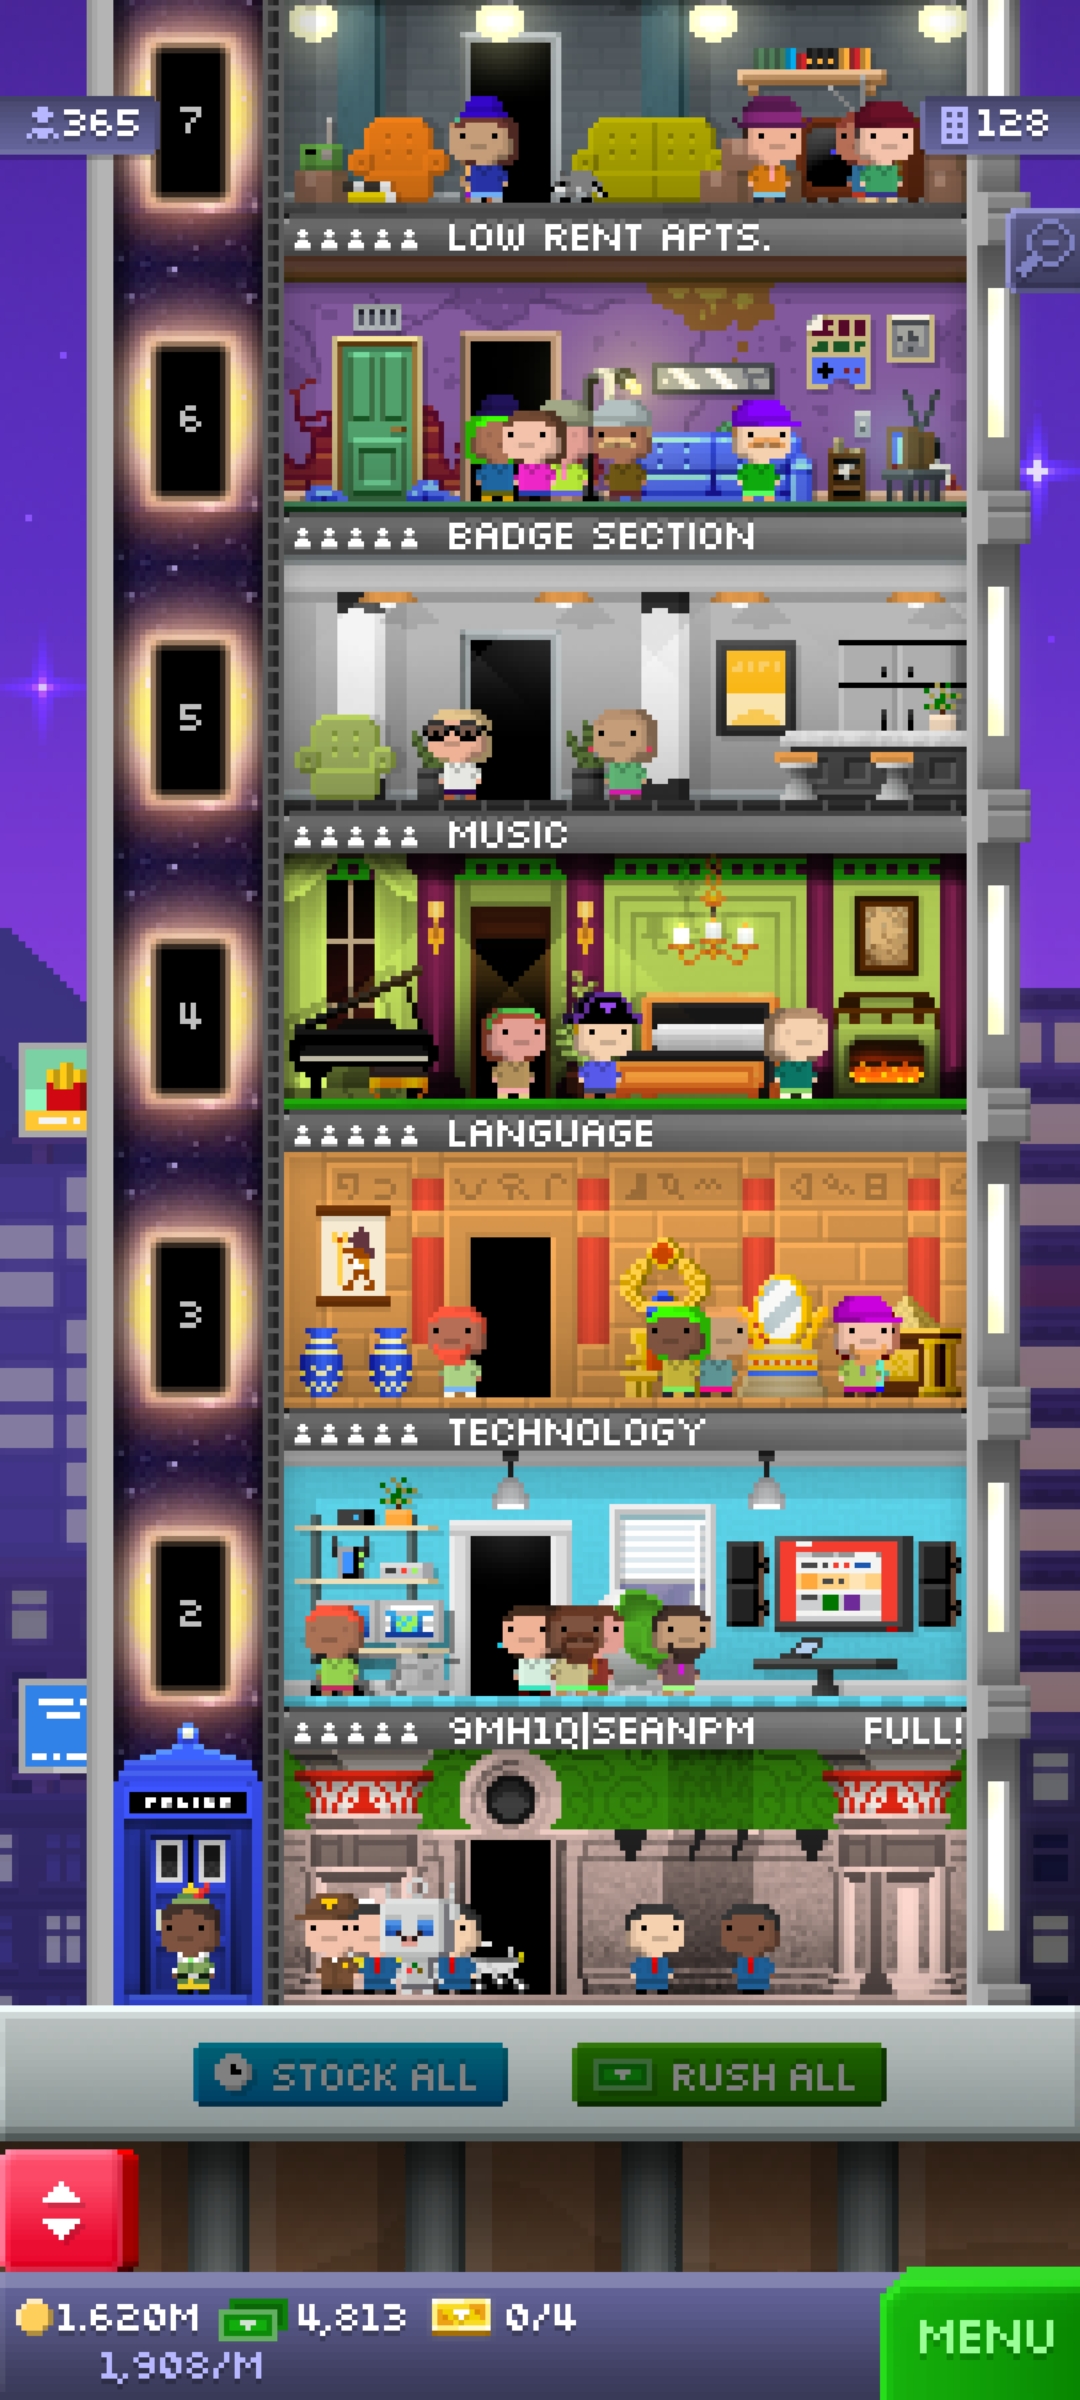 7
365
128
LOW RENT APTS.
6
BADGE SECTION
5
MUSIC
4
LANGUAGE
3
TECHNOLOGY
2
9MH1Q|SEANPM FULL!
POLICE
STOCK ALL
RUSH ALL
1.620M 4,813 0/4
1,908/M
MENU